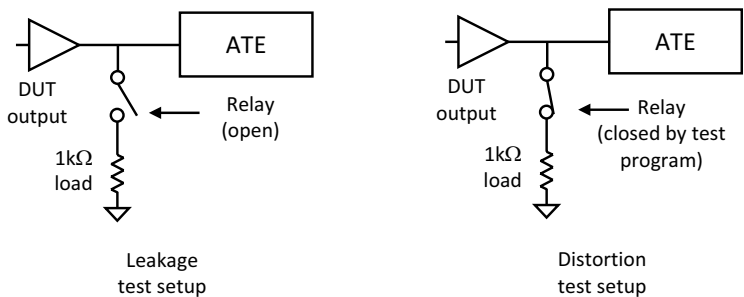 ATE
DUT
output
Relay
(open)
1kΩ
load
Leakage
test setup
ATE
DUT
output
Relay
(closed by test
program)
1kΩ
load
Distortion
test setup